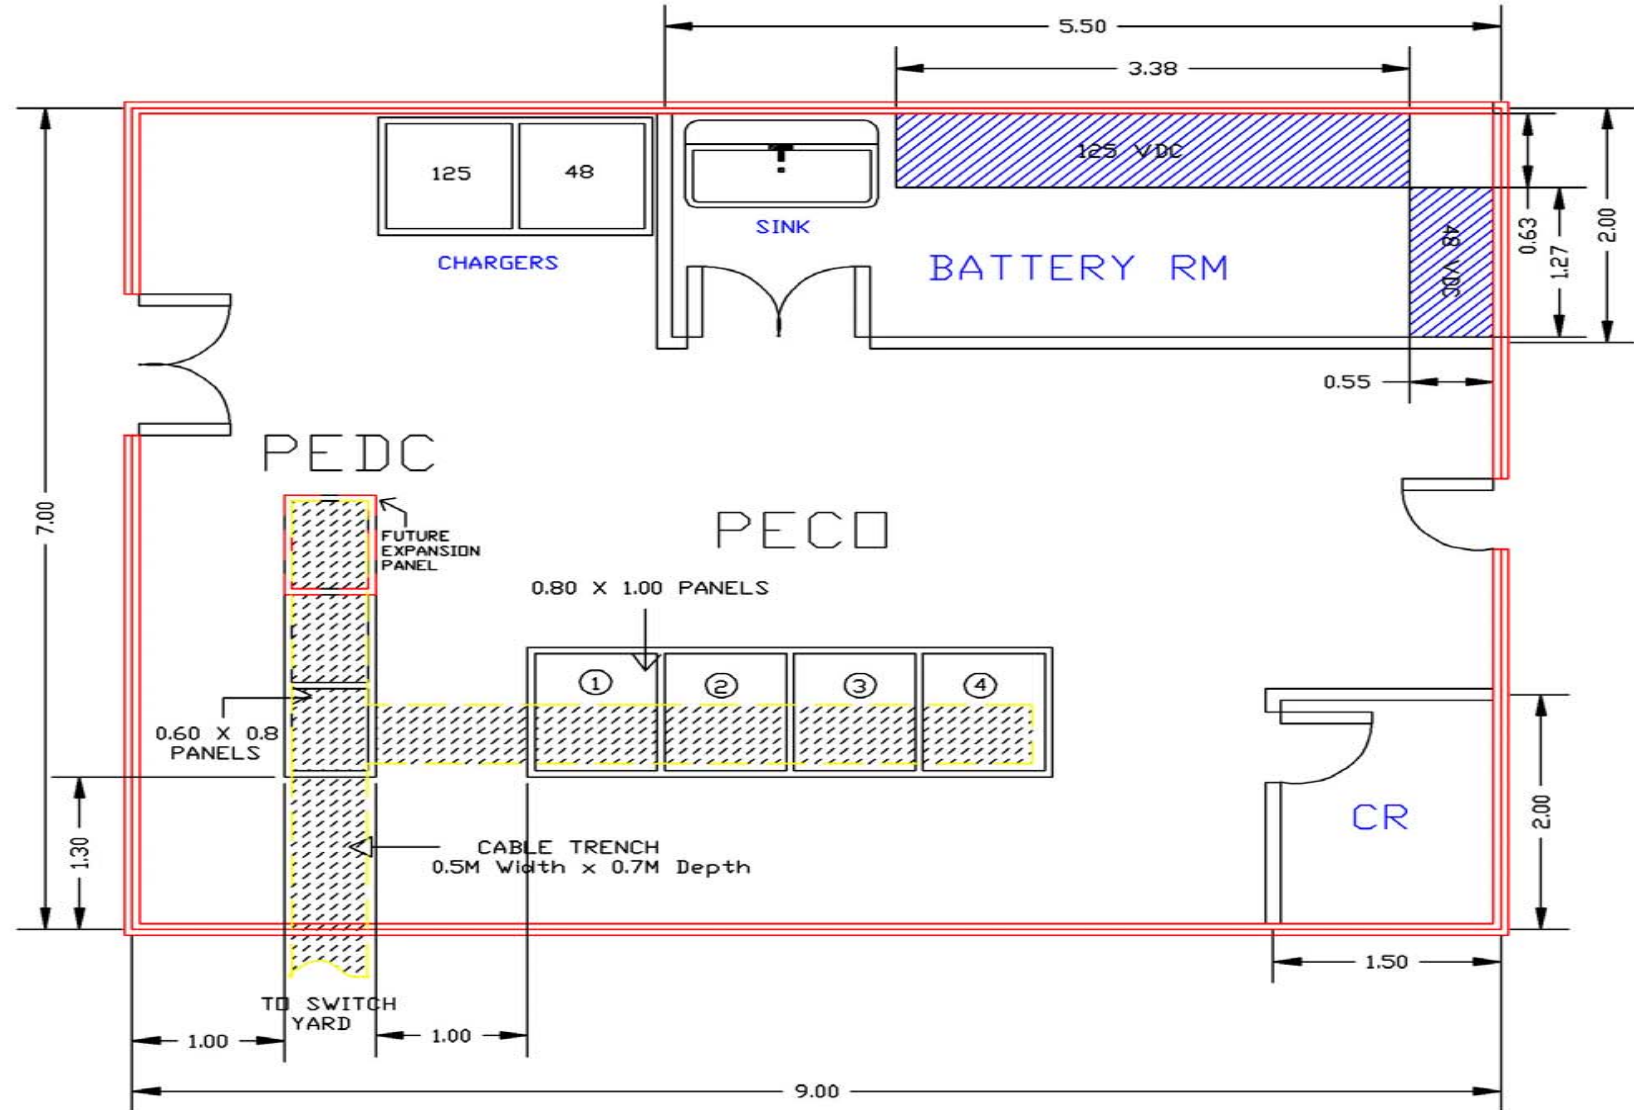 5.50
3.38
125 VDC
125
48
SINK
CHARGERS
BATTERY RM
48 VDC
0.63
1.27
2.00
0.55
7.00
PEDC
PECO
FUTURE
EXPANSION
PANEL
0.80 X 1.00 PANELS
1
2
3
4
0.60 X 0.8
PANELS
1.30
CABLE TRENCH
0.5M Width x 0.7M Depth
CR
2.00
1.50
TO SWITCH
YARD
1.00
1.00
9.00